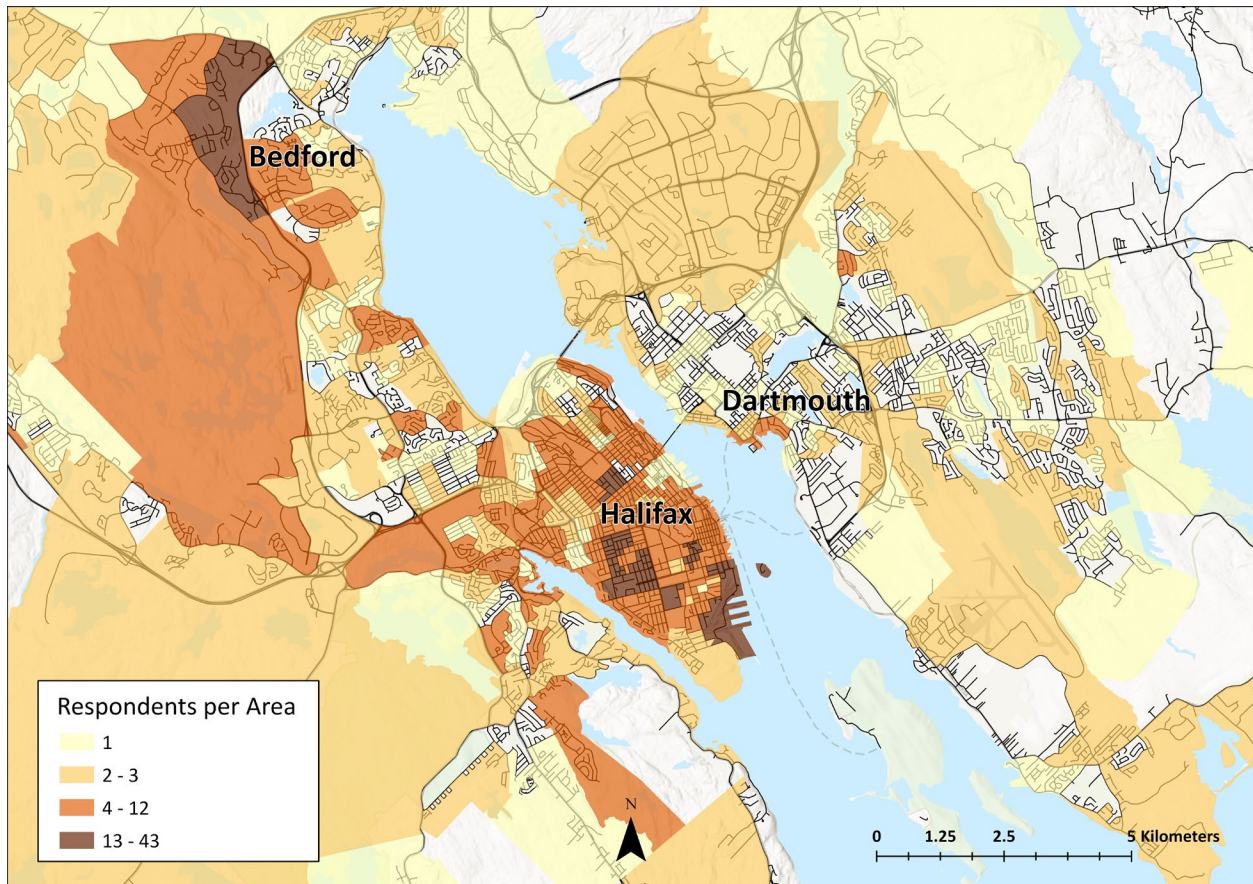 Bedford
Dartmouth
Halifax
Respondents per Area
1
2 - 3
4 - 12
13 - 43
N
0 1.25 2.5 5 Kilometers